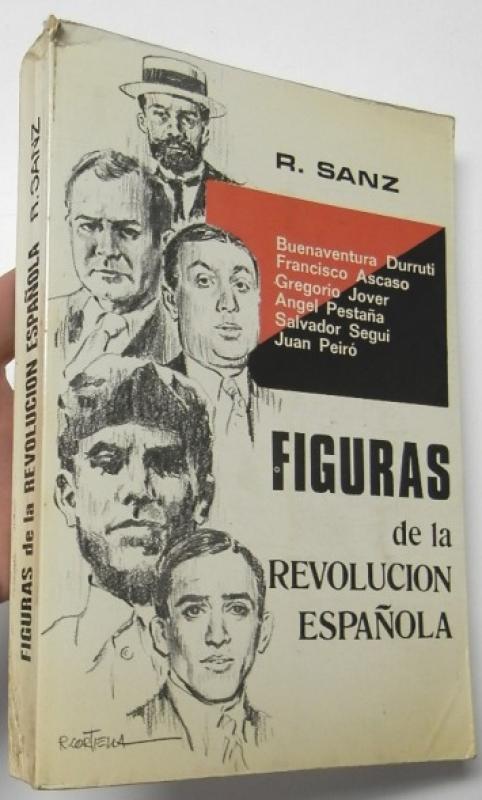 R. SANZ
Buenaventura Durruti
Francisco Ascaso
Gregorio Jover
Angel Pestaña
Salvador Segui
Juan Peiró
FIGURAS
de la
REVOLUCION
ESPAÑOLA
R. CORTIELLA
FIGURAS de la REVOLUCION ESPAÑOLA R. SANZ